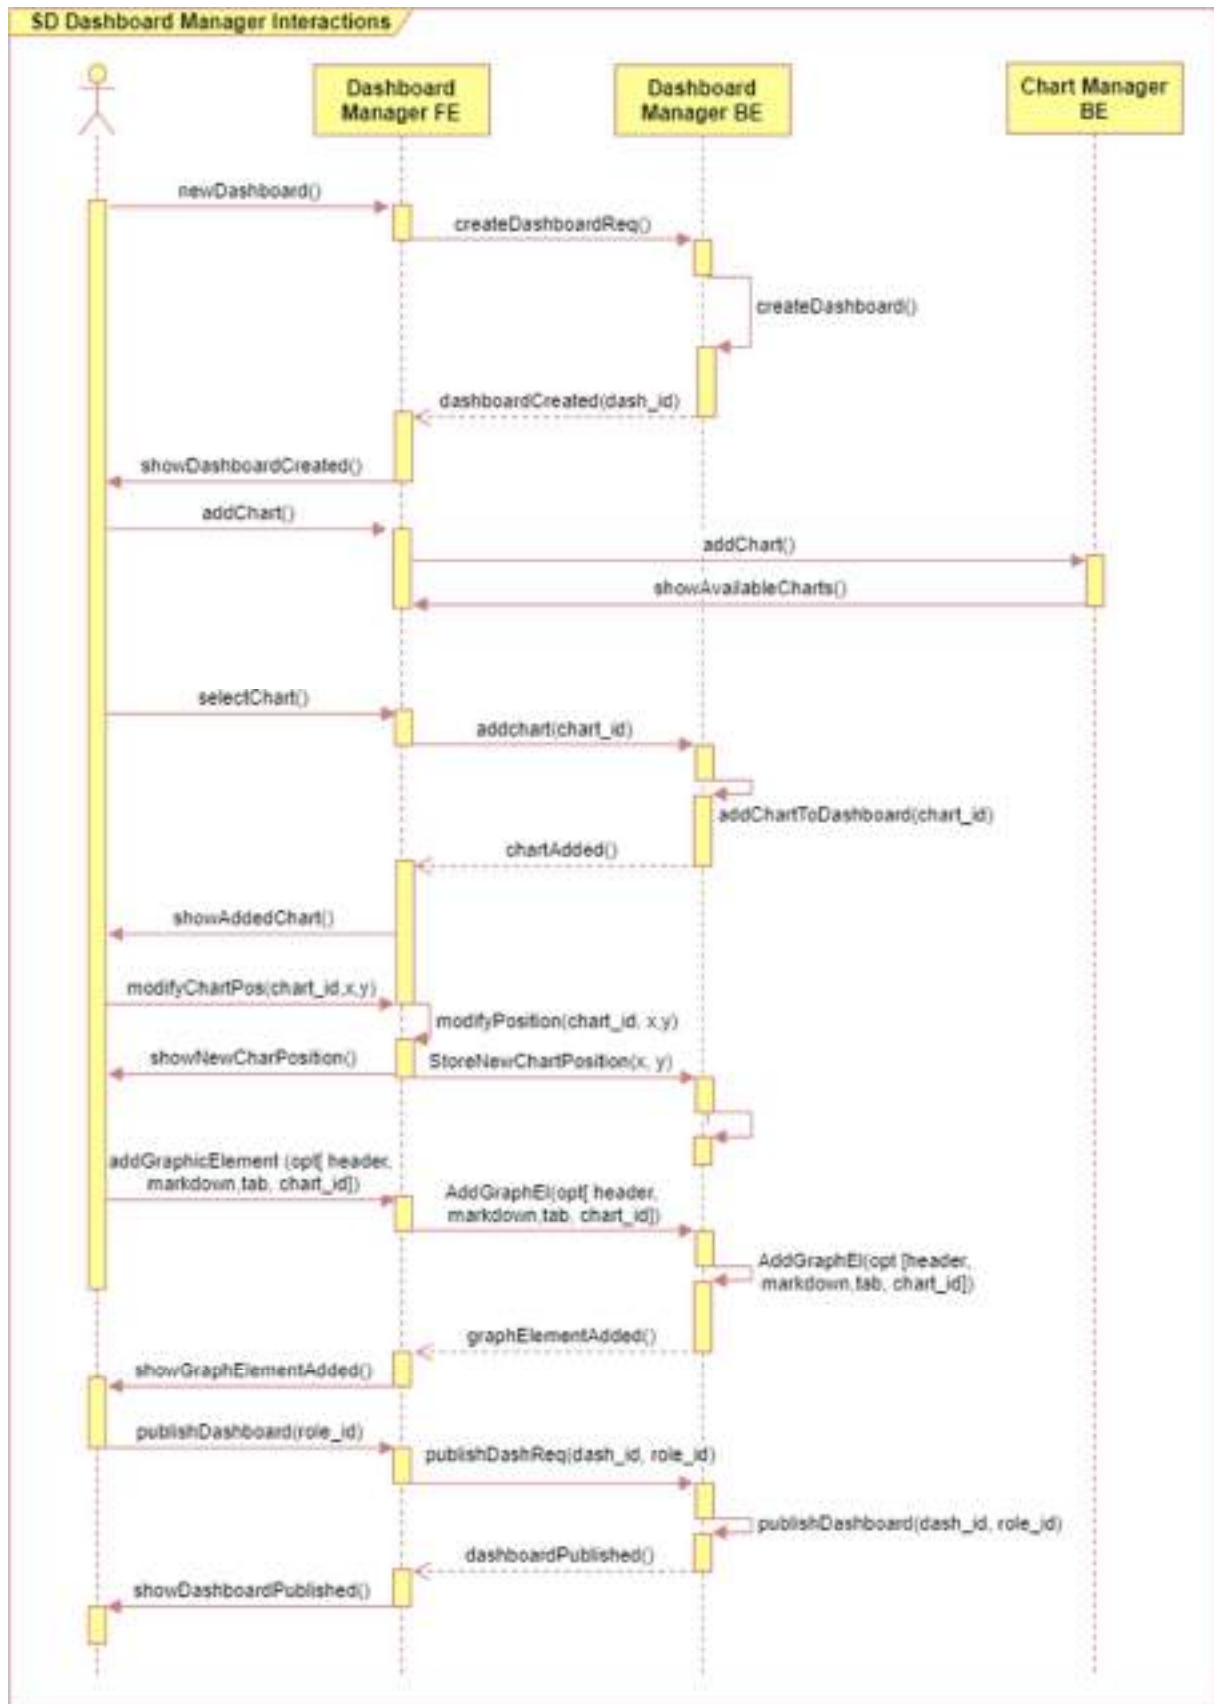 SD Dashboard Manager Interactions
Dashboard
Manager FE
Dashboard
Manager BE
Chart Manager
BE
newDashboard()
createDashboardReq()
createDashboard()
dashboardCreated(dash_id)
showDashboardCreated()
addChart()
addChart()
showAvailableCharts()
selectChart()
addchart(chart_id)
addChartToDashboard(chart_id)
chartAdded()
showAddedChart()
modifyChartPos(chart_id,x,y)
modifyPosition(chart_id, x,y)
showNewCharPosition()
StoreNewChartPosition(x, y)
addGraphicElement (opt[ header,
markdown,tab, chart_id])
AddGraphEl(opt[ header,
markdown,tab, chart_id])
AddGraphEl(opt [header,
markdown,tab, chart_id])
graphElementAdded()
showGraphElementAdded()
publishDashboard(role_id)
publishDashReq(dash_id, role_id)
publishDashboard(dash_id, role_id)
dashboardPublished()
showDashboardPublished()